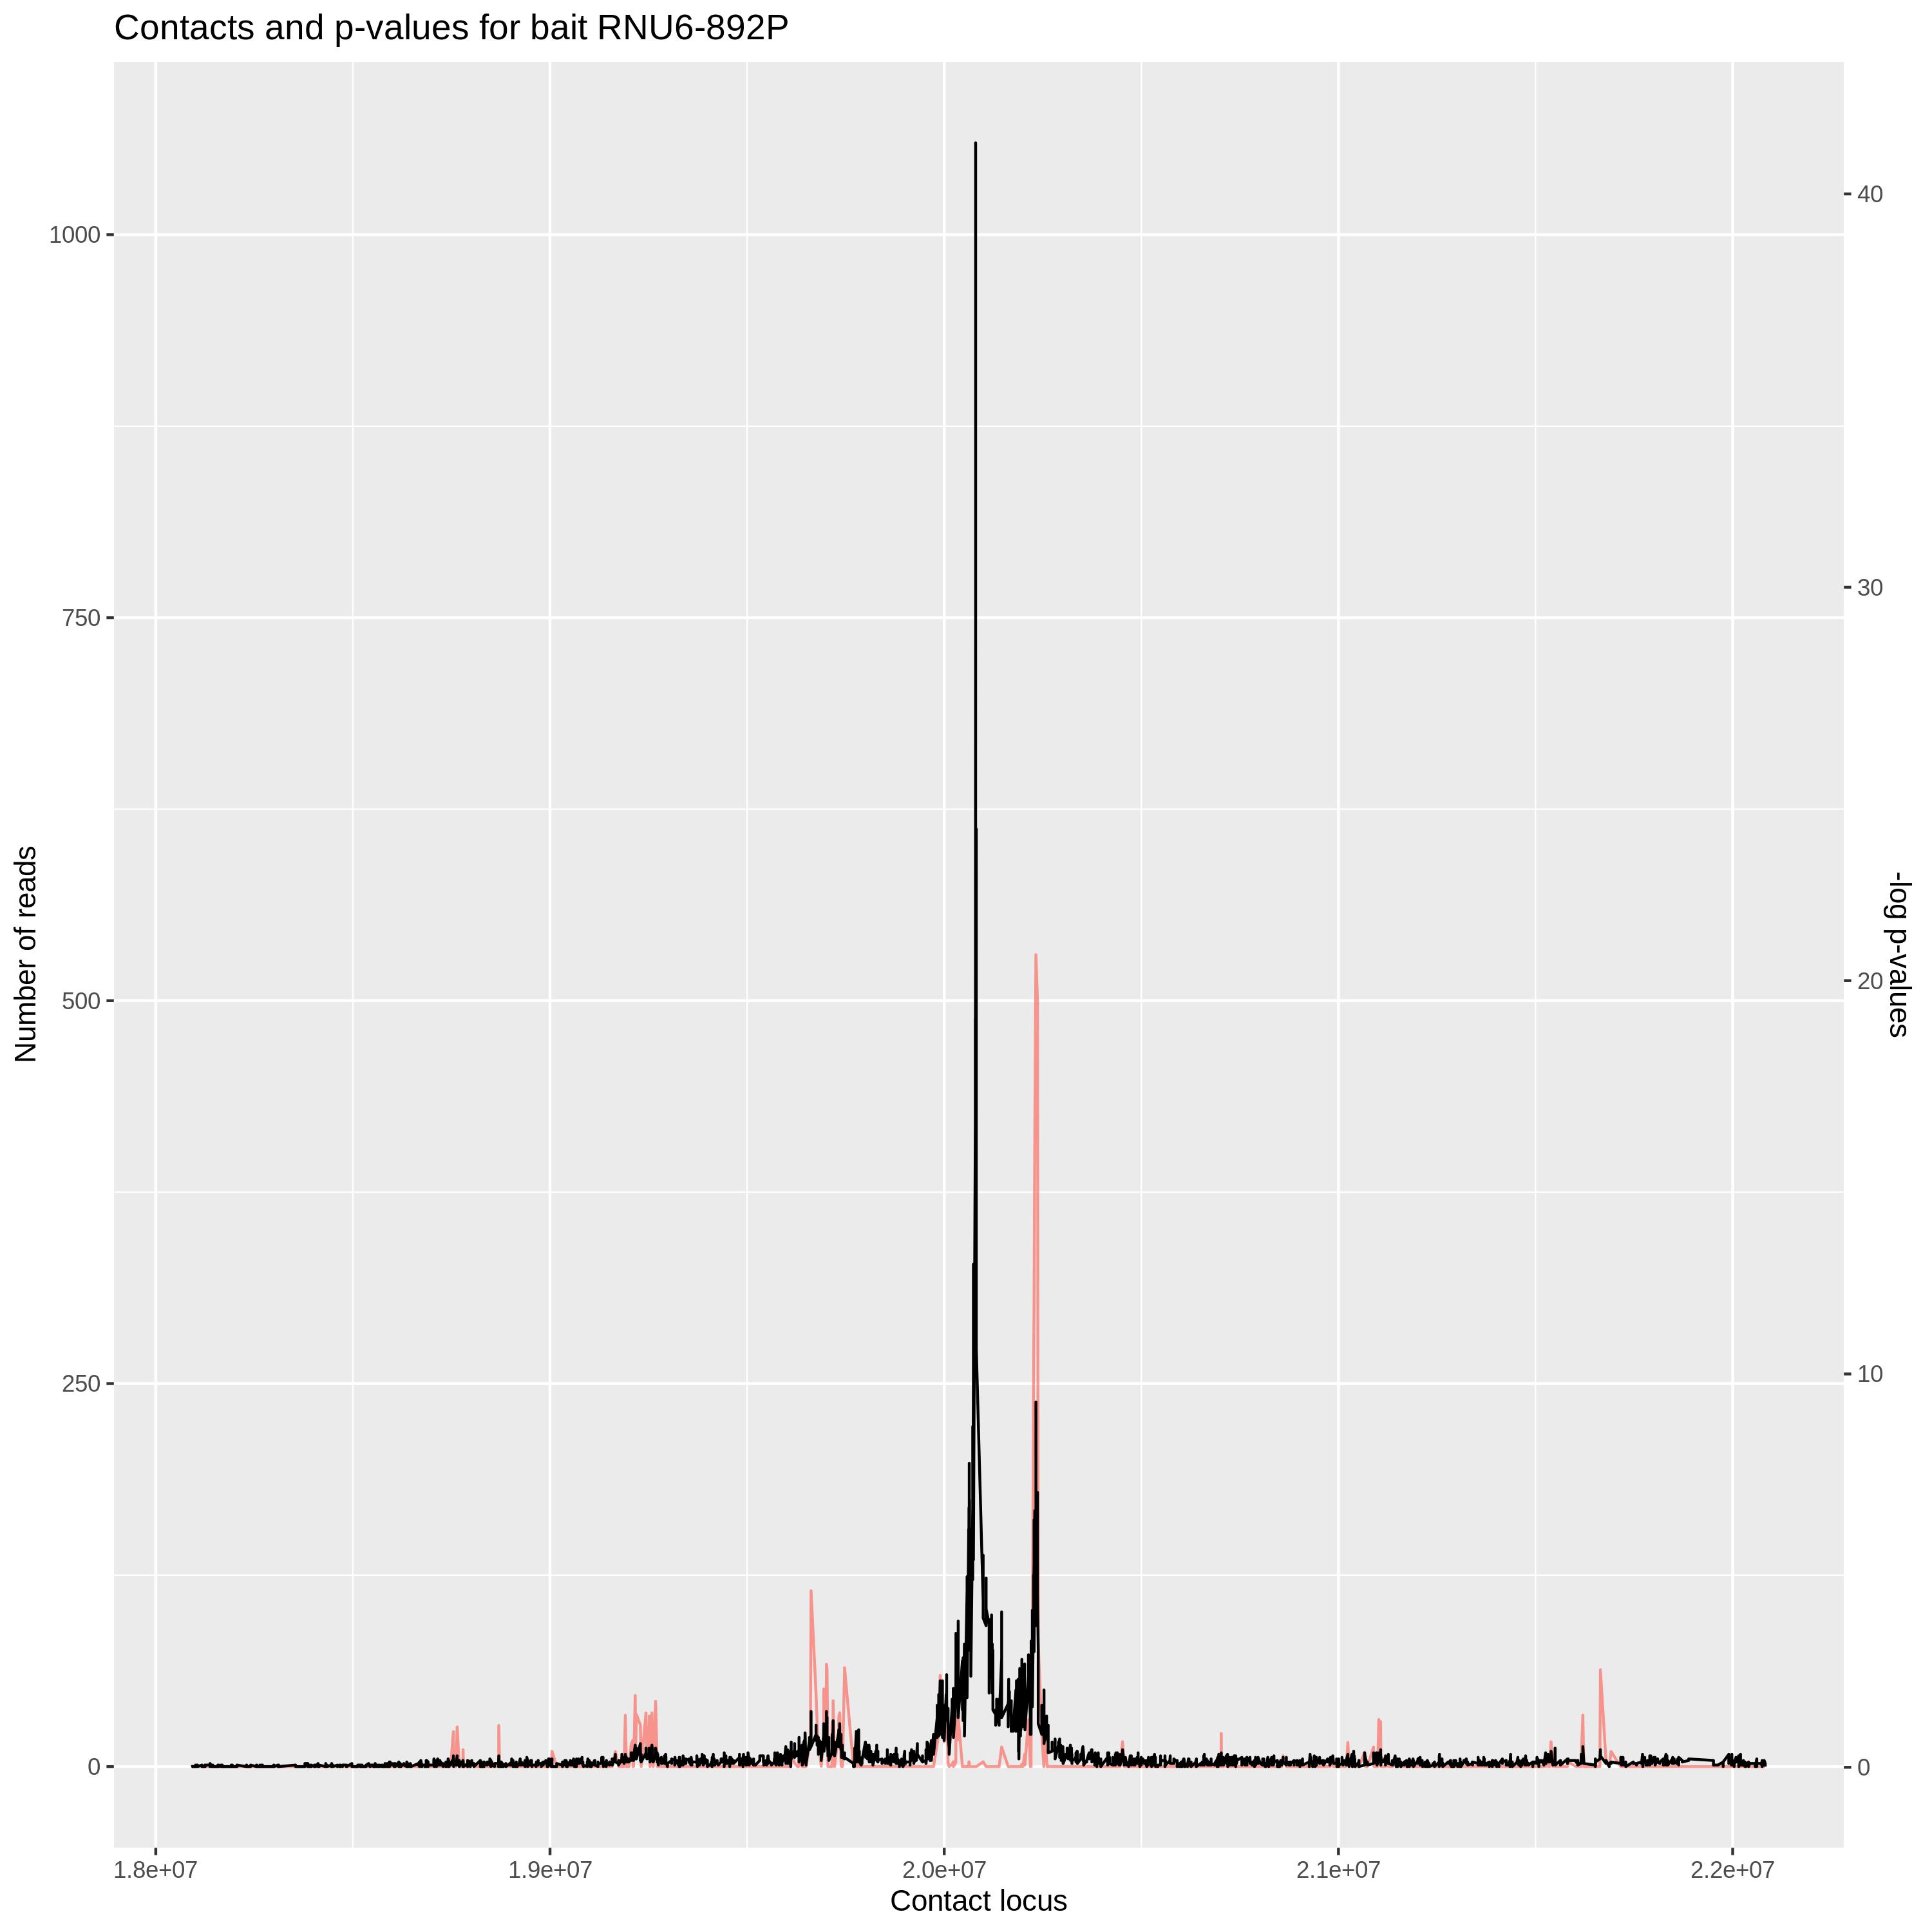 Contacts and p-values for bait RNU6-892P
1000
750
500
250
0
40
30
20
10
0
Number of reads
-log p-values
1.8e+07
1.9e+07
2.0e+07
2.1e+07
2.2e+07
Contact locus